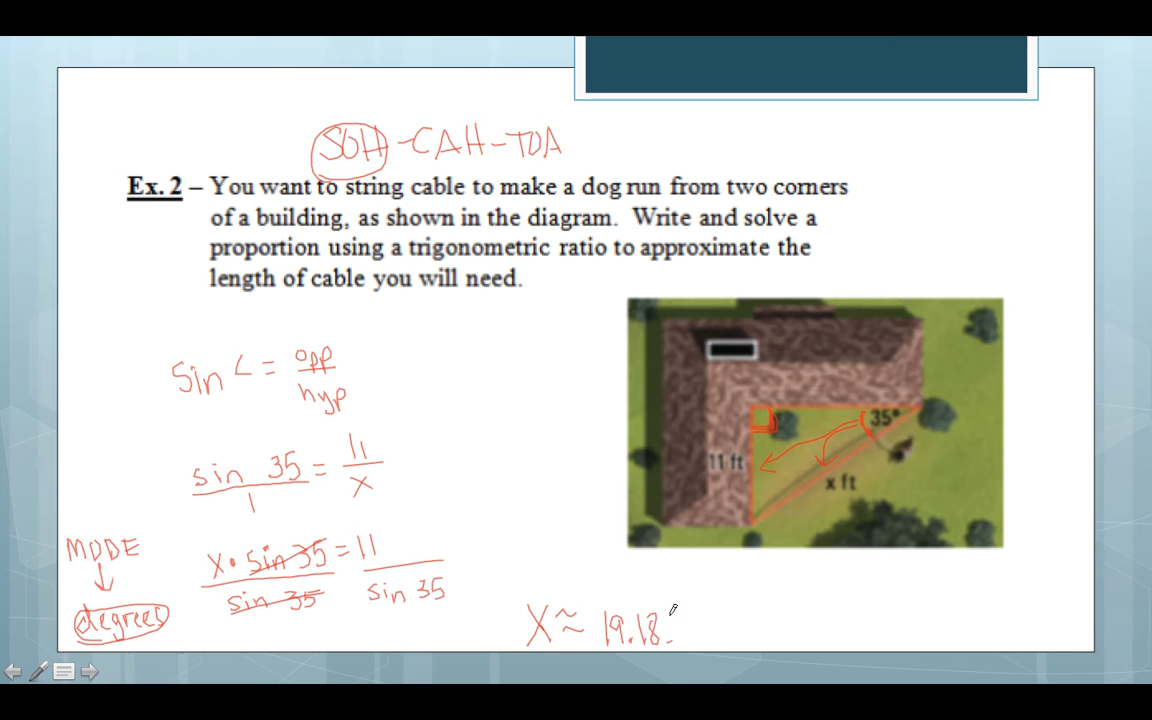 SOH-CAH-TOA
Ex. 2 – You want to string cable to make a dog run from two corners
of a building, as shown in the diagram. Write and solve a
proportion using a trigonometric ratio to approximate the
length of cable you will need.
35°
11 ft
x ft
sin ∠ = opp
hyp
sin 35 = 11
1 x
MODE
↓
degrees
x · sin 35 = 11
sin 35 sin 35
x ≈ 19.18